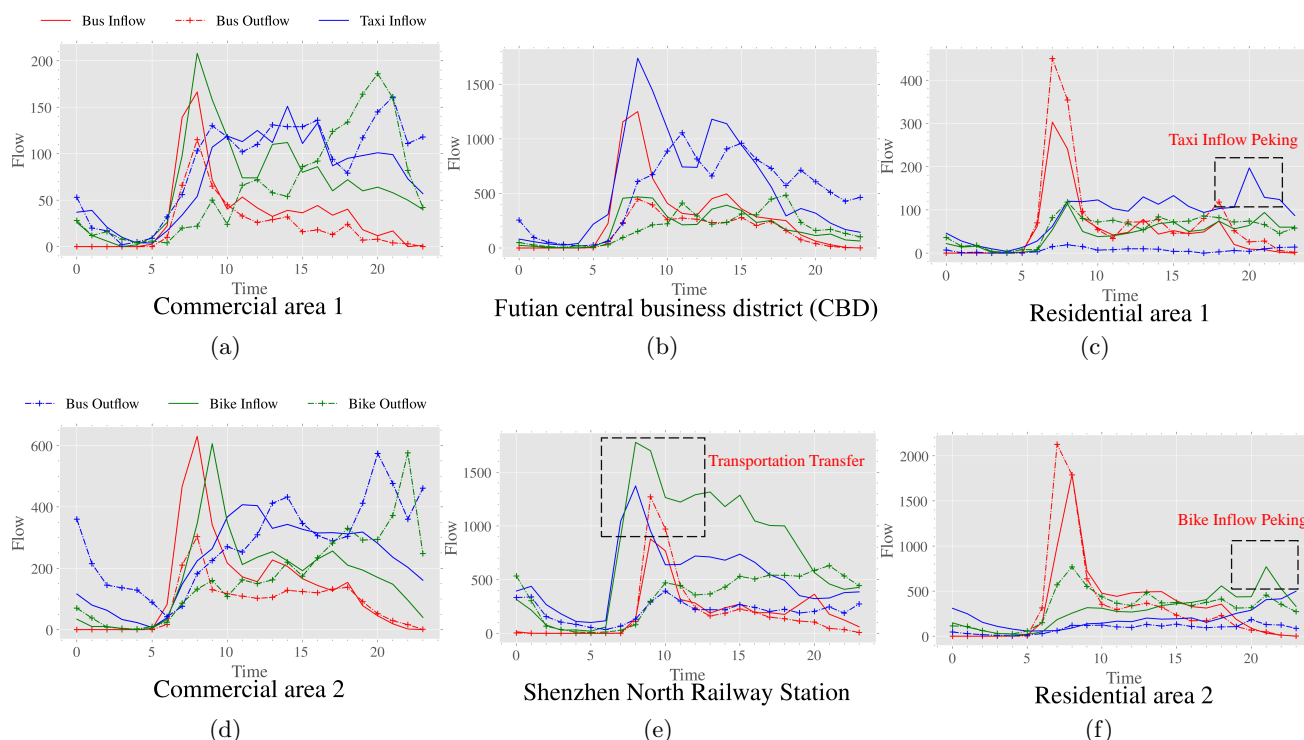 Bus Inflow Bus Outflow Taxi Inflow
200
150
100
50
0
Flow
0 5 10 15 20
Time
Commercial area 1
(a)
1500
1000
500
0
Flow
0 5 10 15 20
Time
Futian central business district (CBD)
(b)
400
300
200
100
0
Flow
Taxi Inflow Peking
0 5 10 15 20
Time
Residential area 1
(c)
Bus Outflow Bike Inflow Bike Outflow
600
400
200
0
Flow
0 5 10 15 20
Time
Commercial area 2
(d)
1500
1000
500
0
Flow
Transportation Transfer
0 5 10 15 20
Time
Shenzhen North Railway Station
(e)
2000
1500
1000
500
0
Flow
Bike Inflow Peking
0 5 10 15 20
Time
Residential area 2
(f)